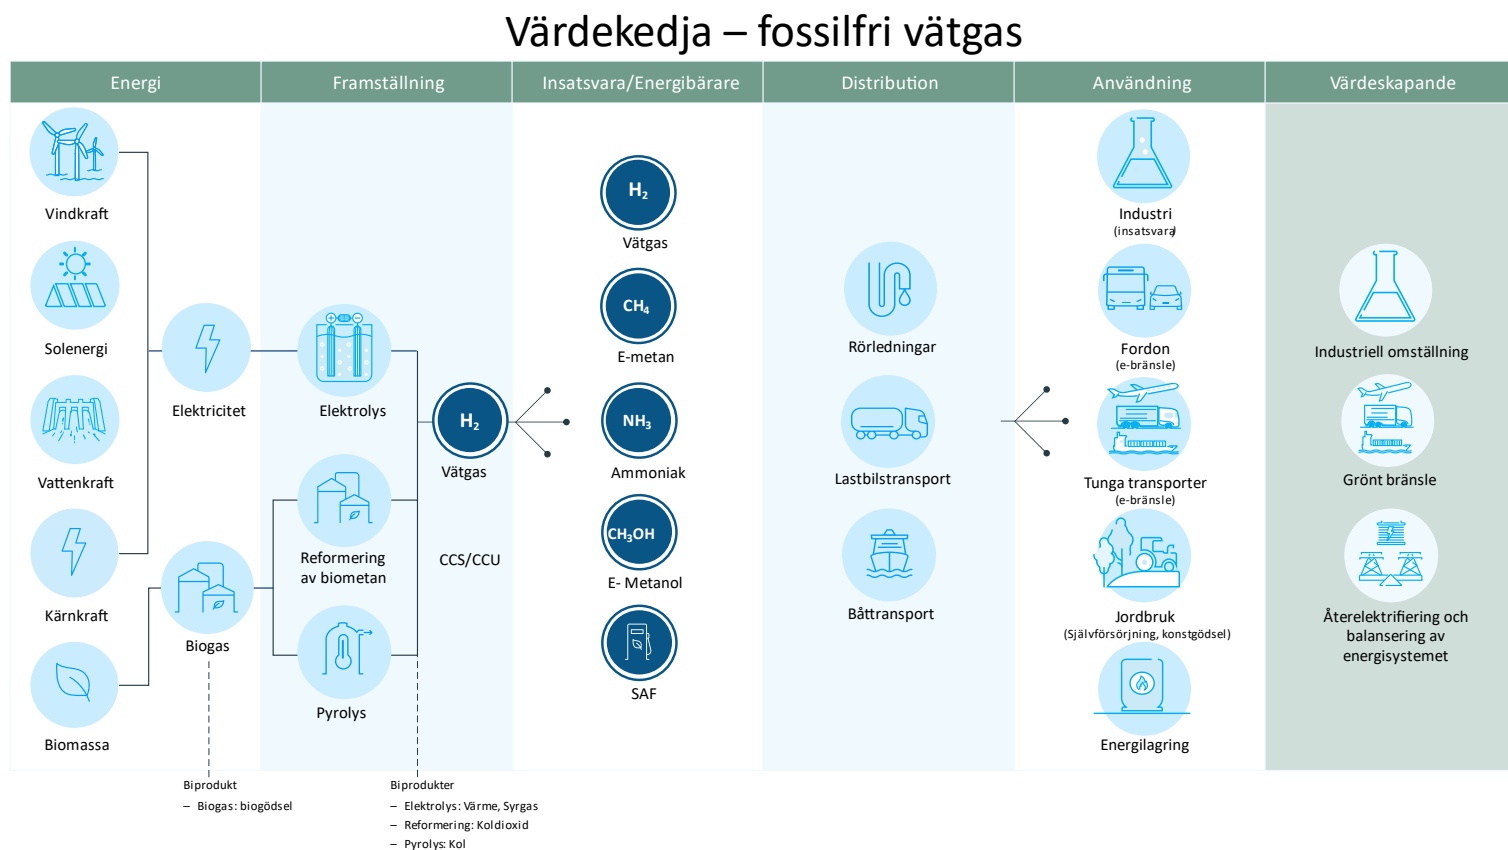 Värdekedja – fossilfri vätgas
Energi
Framställning
Insatsvara/Energibärare
Distribution
Användning
Värdeskapande
Vindkraft
Solenergi
Vattenkraft
Kärnkraft
Biomassa
Elektricitet
Biogas
Elektrolys
Reformering
av biometan
Pyrolys
H₂
Vätgas
CCS/CCU
H₂
Vätgas
CH₄
E-metan
NH₃
Ammoniak
CH₃OH
E- Metanol
SAF
Rörledningar
Lastbilstransport
Båttransport
Industri
(insatsvara)
Fordon
(e-bränsle)
Tunga transporter
(e-bränsle)
Jordbruk
(Självförsörjning, konstgödsel)
Energilagring
Industriell omställning
Grönt bränsle
Återelektrifiering och
balansering av
energisystemet
Biprodukt
– Biogas: biogödsel
Biprodukter
– Elektrolys: Värme, Syrgas
– Reformering: Koldioxid
– Pyrolys: Kol